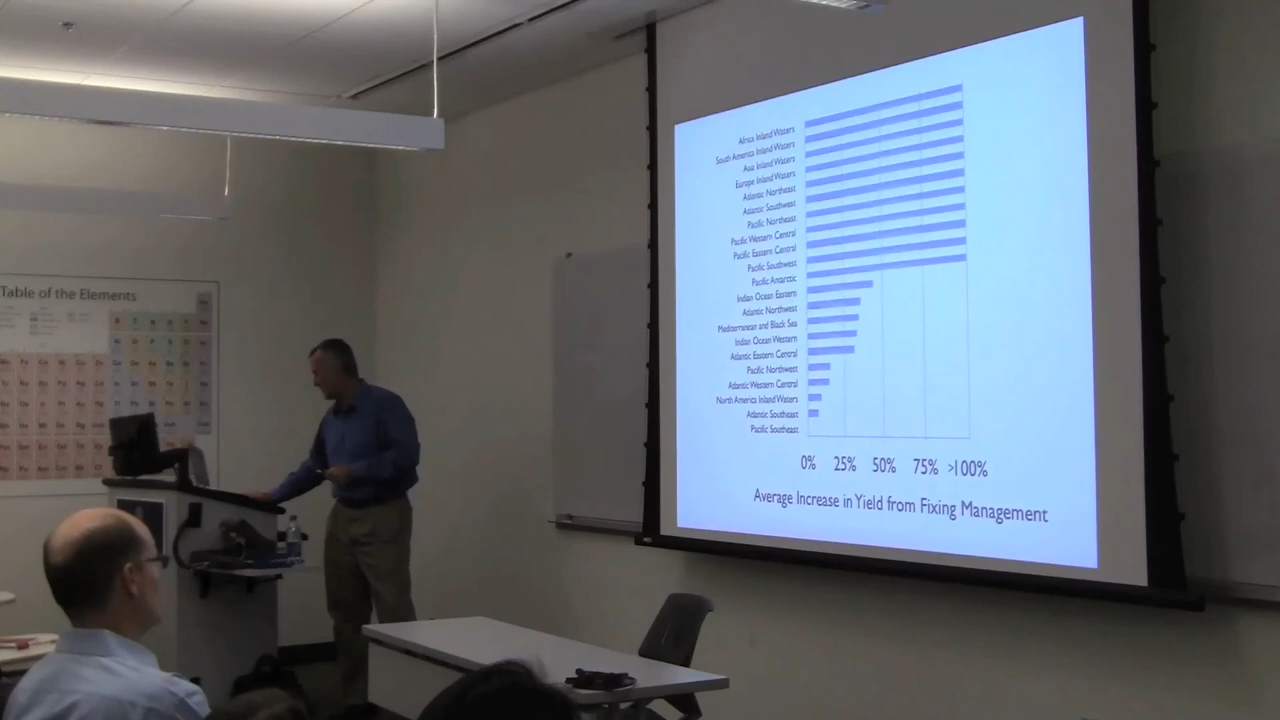 Table of the Elements
Africa Inland Waters
South America Inland Waters
Asia Inland Waters
Europe Inland Waters
Atlantic Northeast
Atlantic Southwest
Pacific Northeast
Pacific Western Central
Pacific Eastern Central
Pacific Southwest
Pacific Antarctic
Indian Ocean Eastern
Atlantic Northwest
Mediterranean and Black Sea
Indian Ocean Western
Atlantic Eastern Central
Pacific Northwest
Atlantic Western Central
North America Inland Waters
Atlantic Southeast
Pacific Southeast
0% 25% 50% 75% >100%
Average Increase in Yield from Fixing Management